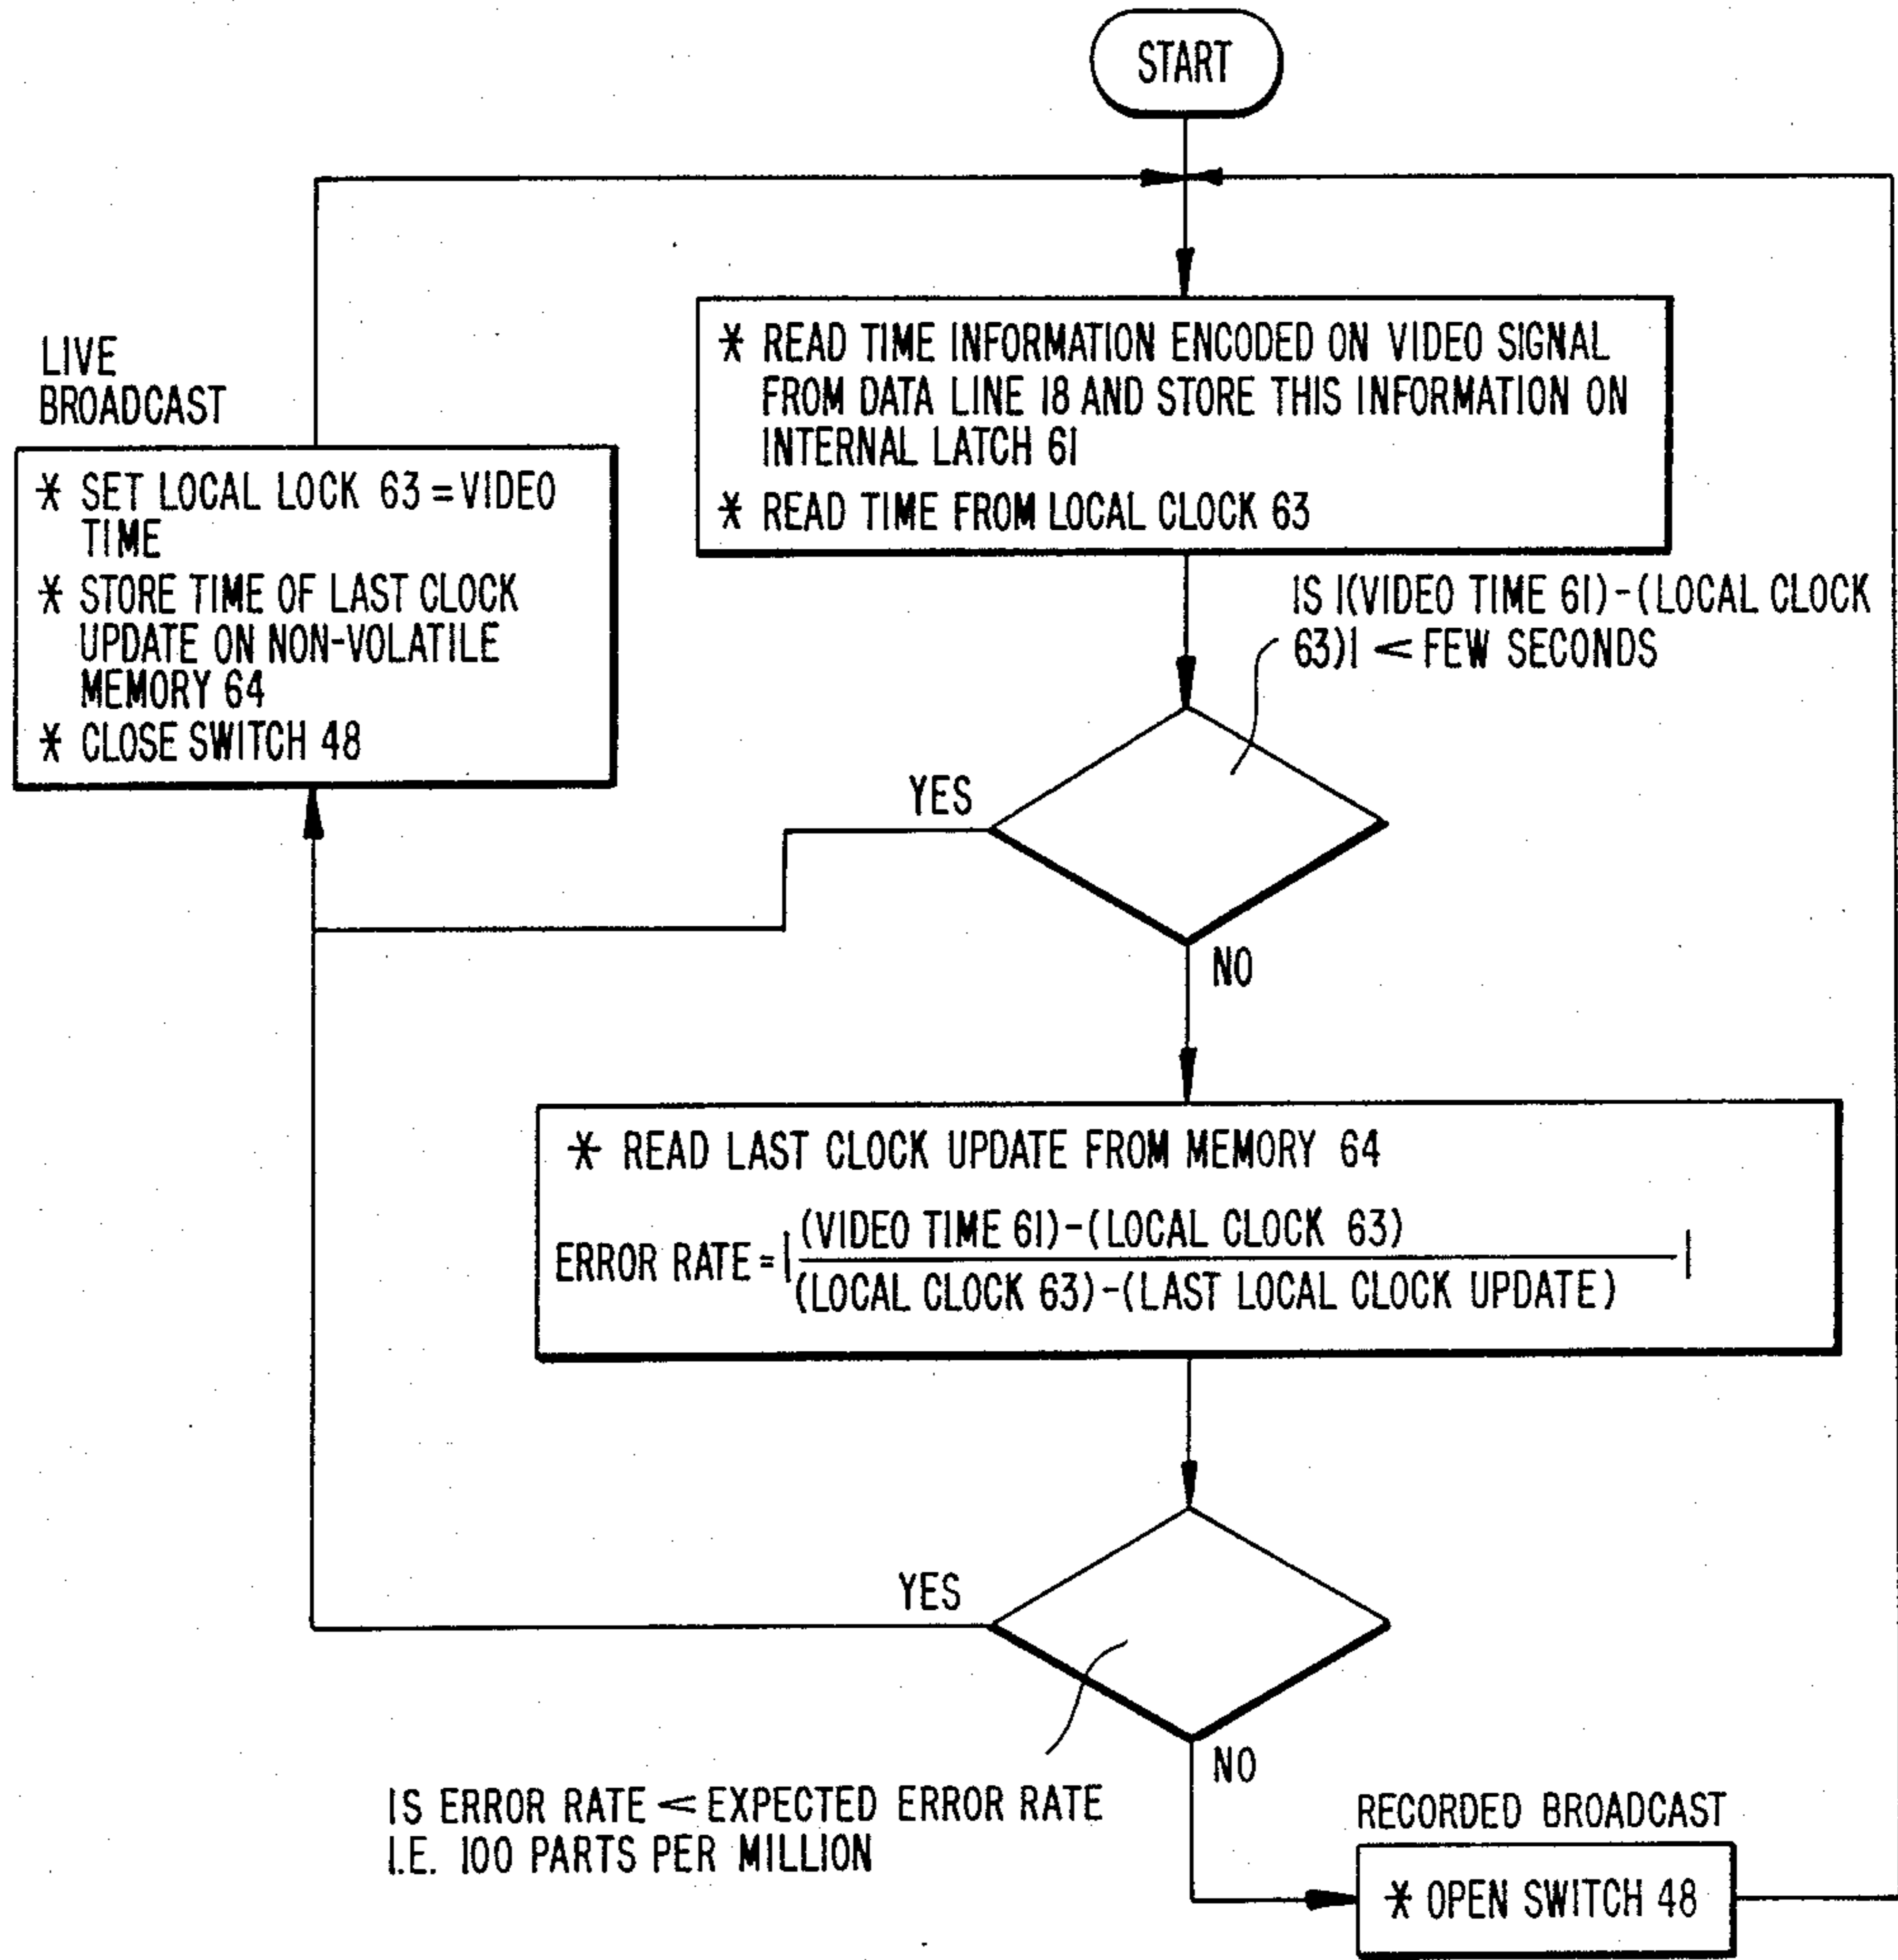 START
LIVE
BROADCAST
* READ TIME INFORMATION ENCODED ON VIDEO SIGNAL
FROM DATA LINE 18 AND STORE THIS INFORMATION ON
INTERNAL LATCH 61
* READ TIME FROM LOCAL CLOCK 63
* SET LOCAL LOCK 63 = VIDEO
TIME
* STORE TIME OF LAST CLOCK
UPDATE ON NON-VOLATILE
MEMORY 64
* CLOSE SWITCH 48
IS |(VIDEO TIME 61)-(LOCAL CLOCK
63)| < FEW SECONDS
YES
NO
* READ LAST CLOCK UPDATE FROM MEMORY 64
ERROR RATE = | (VIDEO TIME 61)-(LOCAL CLOCK 63)
(LOCAL CLOCK 63)-(LAST LOCAL CLOCK UPDATE) |
YES
NO
IS ERROR RATE < EXPECTED ERROR RATE
I.E. 100 PARTS PER MILLION
RECORDED BROADCAST
* OPEN SWITCH 48